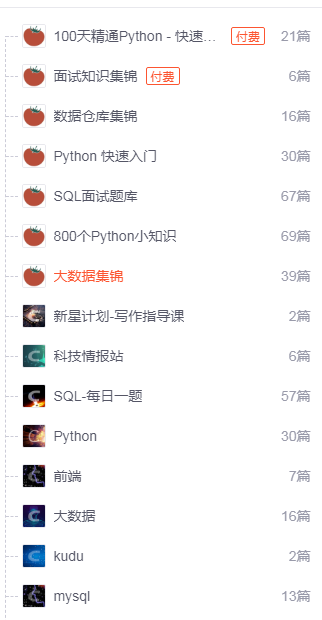 100天精通Python - 快速... 付费 21篇
面试知识集锦 付费 6篇
数据仓库集锦 16篇
Python 快速入门 30篇
SQL面试题库 67篇
800个Python小知识 69篇
大数据集锦 39篇
新星计划-写作指导课 2篇
科技情报站 6篇
SQL-每日一题 57篇
Python 30篇
前端 7篇
大数据 16篇
kudu 2篇
mysql 13篇